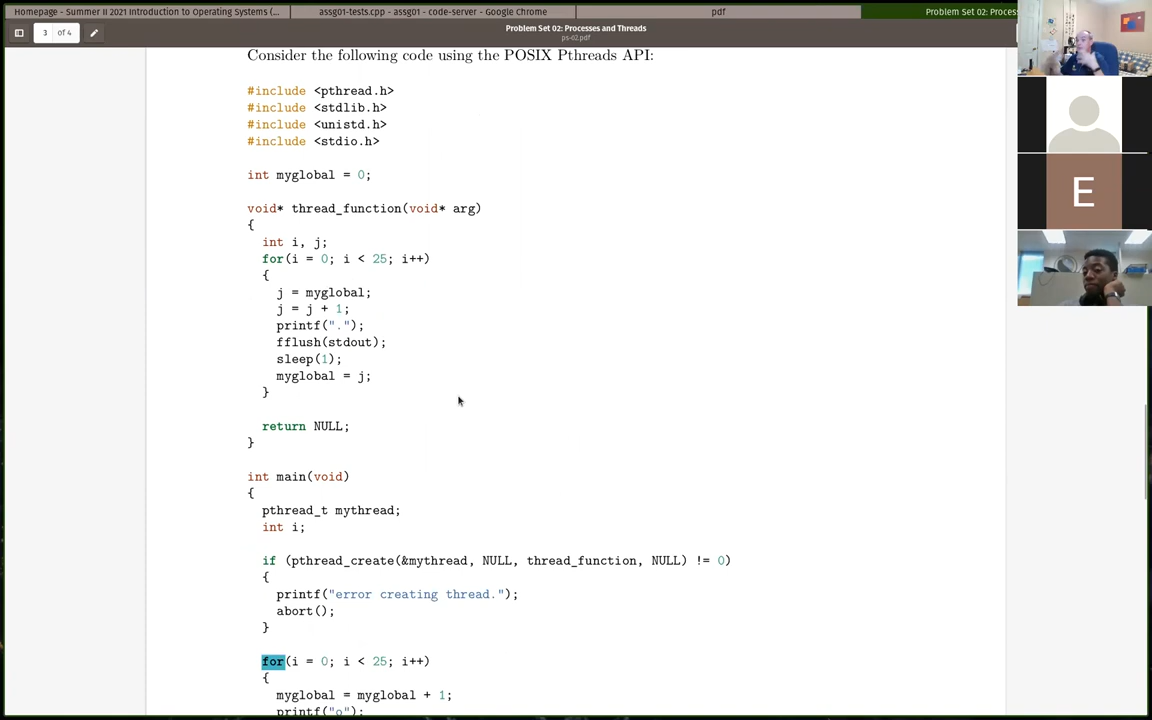 Homepage - Summer II 2021 Introduction to Operating Systems (...
assg01-tests.cpp - assg01 - code-server - Google Chrome
pdf
Problem Set 02: Process
3 of 4
Problem Set 02: Processes and Threads
ps-02.pdf
Consider the following code using the POSIX Pthreads API:
#include <pthread.h>
#include <stdlib.h>
#include <unistd.h>
#include <stdio.h>
int myglobal = 0;
void* thread_function(void* arg)
{
int i, j;
for(i = 0; i < 25; i++)
{
j = myglobal;
j = j + 1;
printf(".");
fflush(stdout);
sleep(1);
myglobal = j;
}
return NULL;
}
int main(void)
{
pthread_t mythread;
int i;
if (pthread_create(&mythread, NULL, thread_function, NULL) != 0)
{
printf("error creating thread.");
abort();
}
for(i = 0; i < 25; i++)
{
myglobal = myglobal + 1;
printf("o");
E